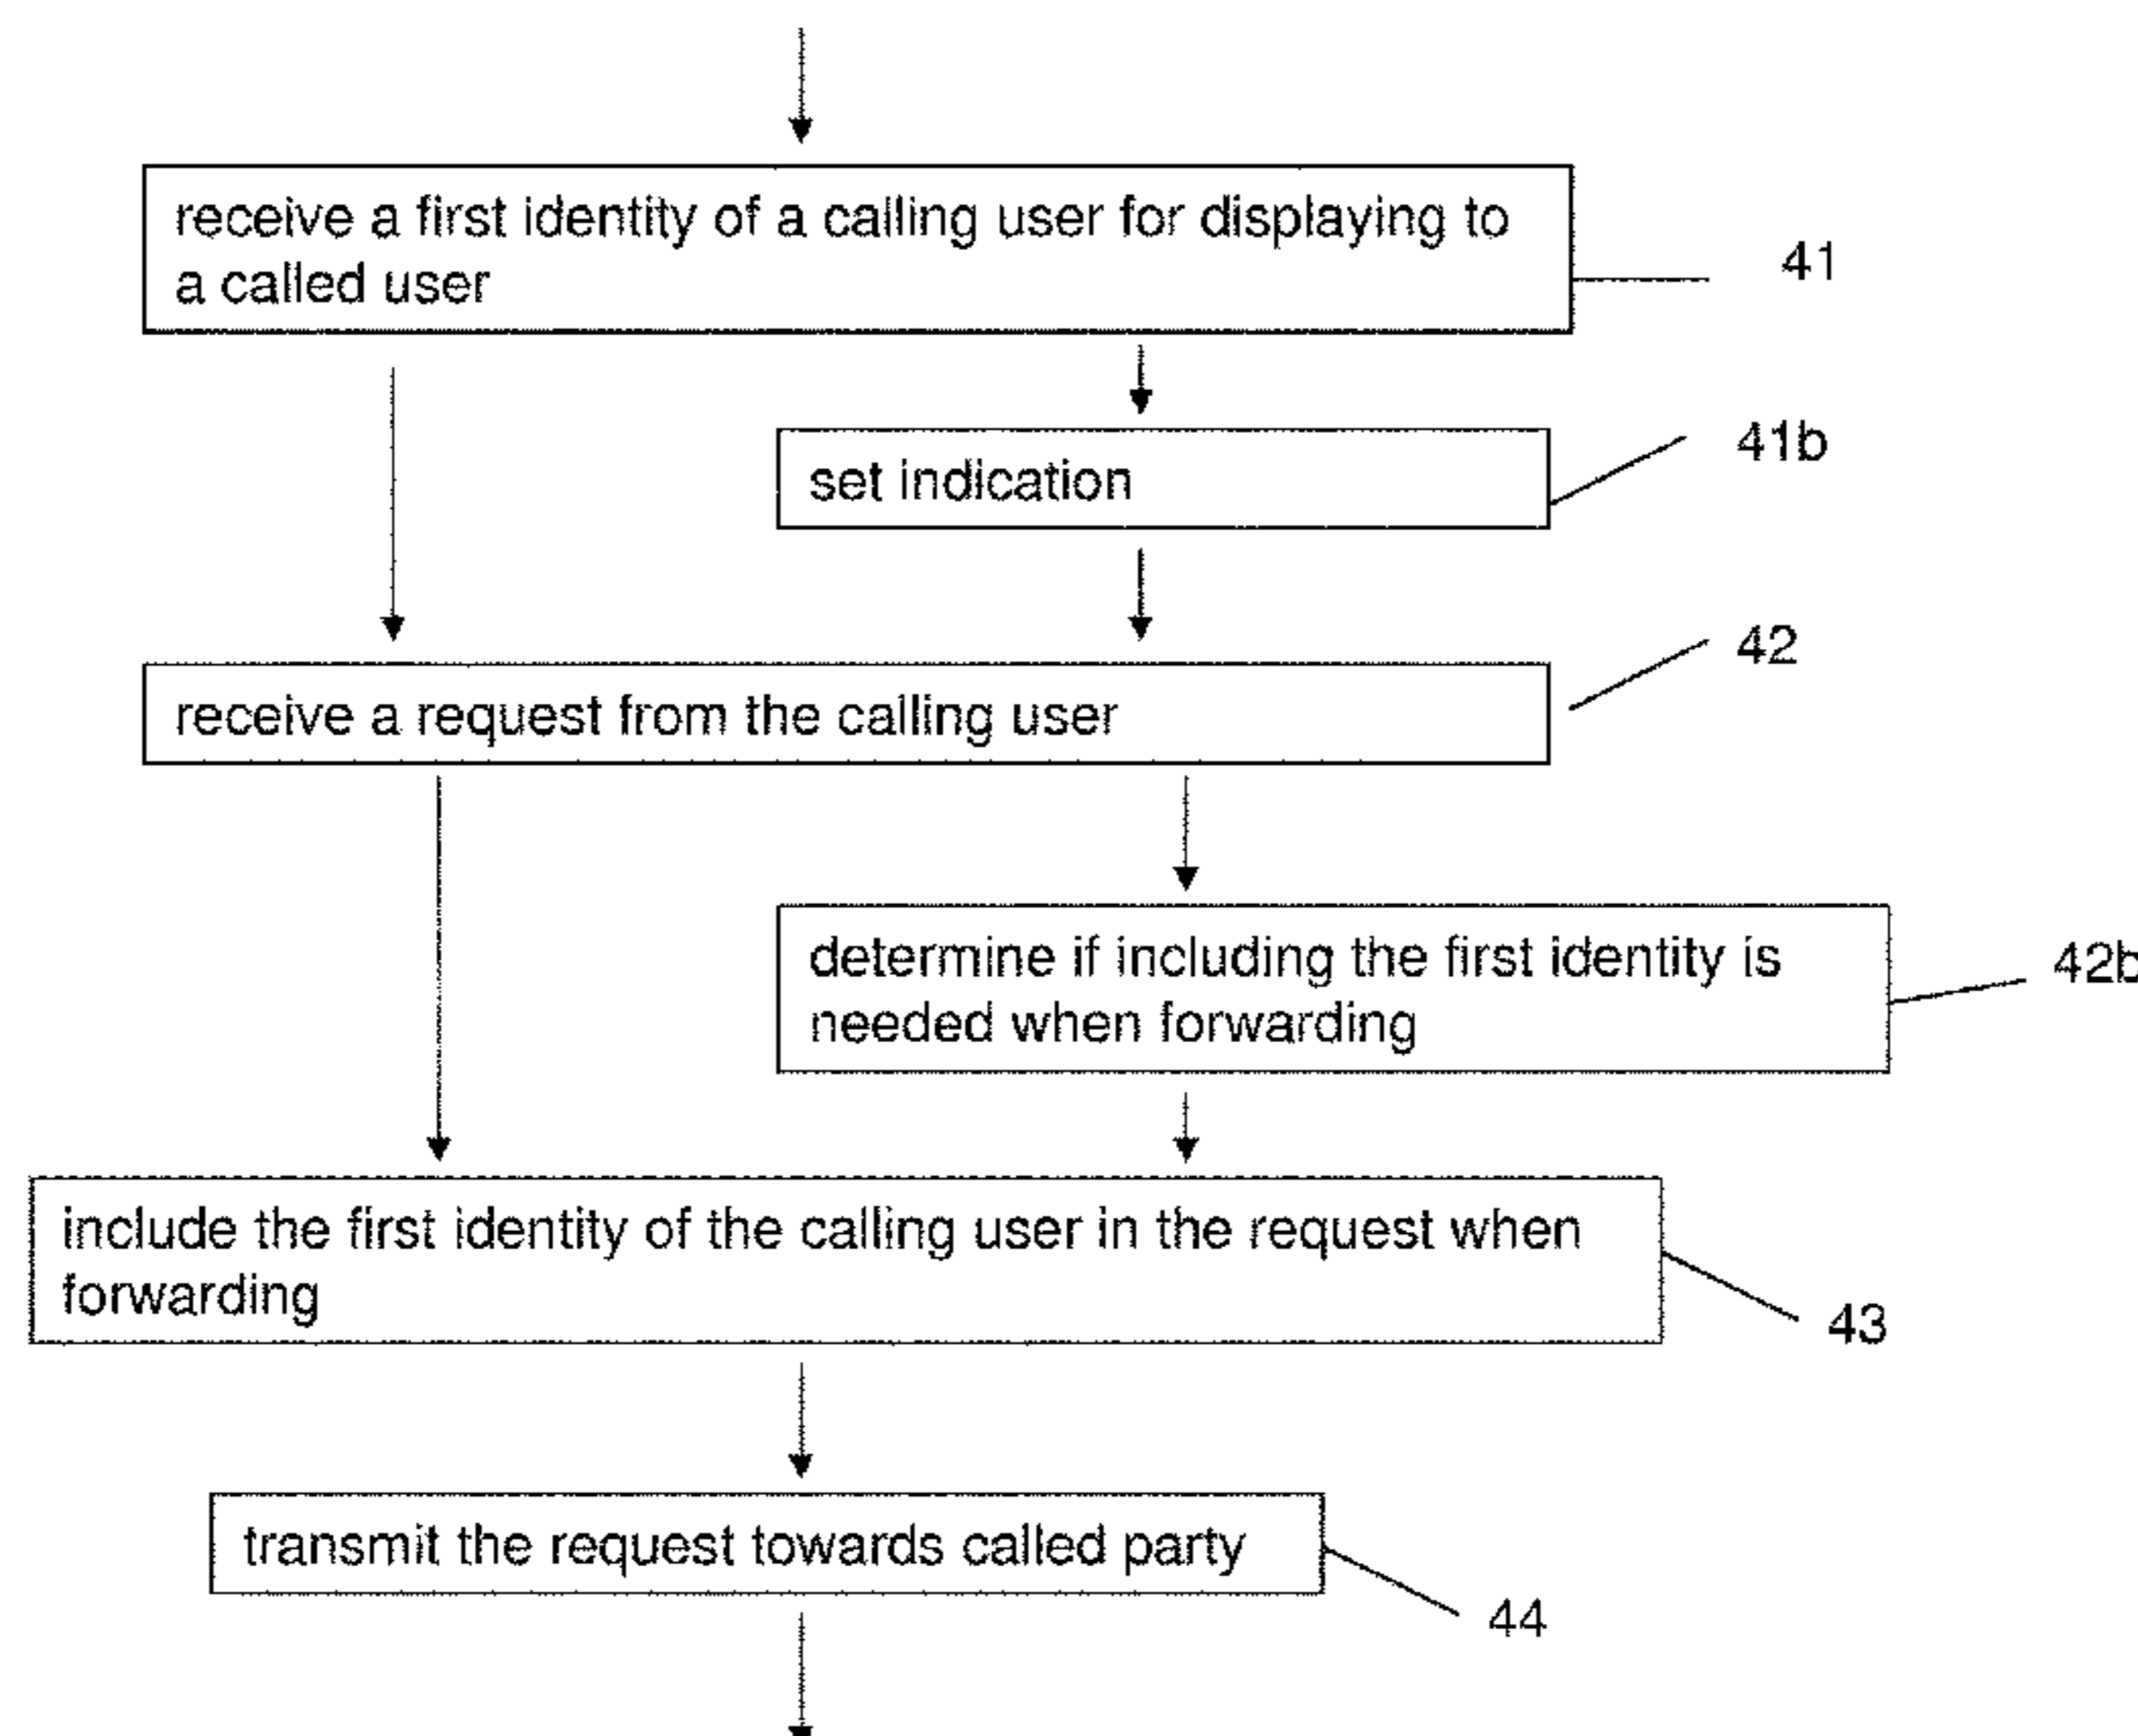 receive a first identity of a calling user for displaying to
a called user
41
41b
set indication
42
receive a request from the calling user
determine if including the first identity is
needed when forwarding
42b
include the first identity of the calling user in the request when
forwarding
43
transmit the request towards called party
44